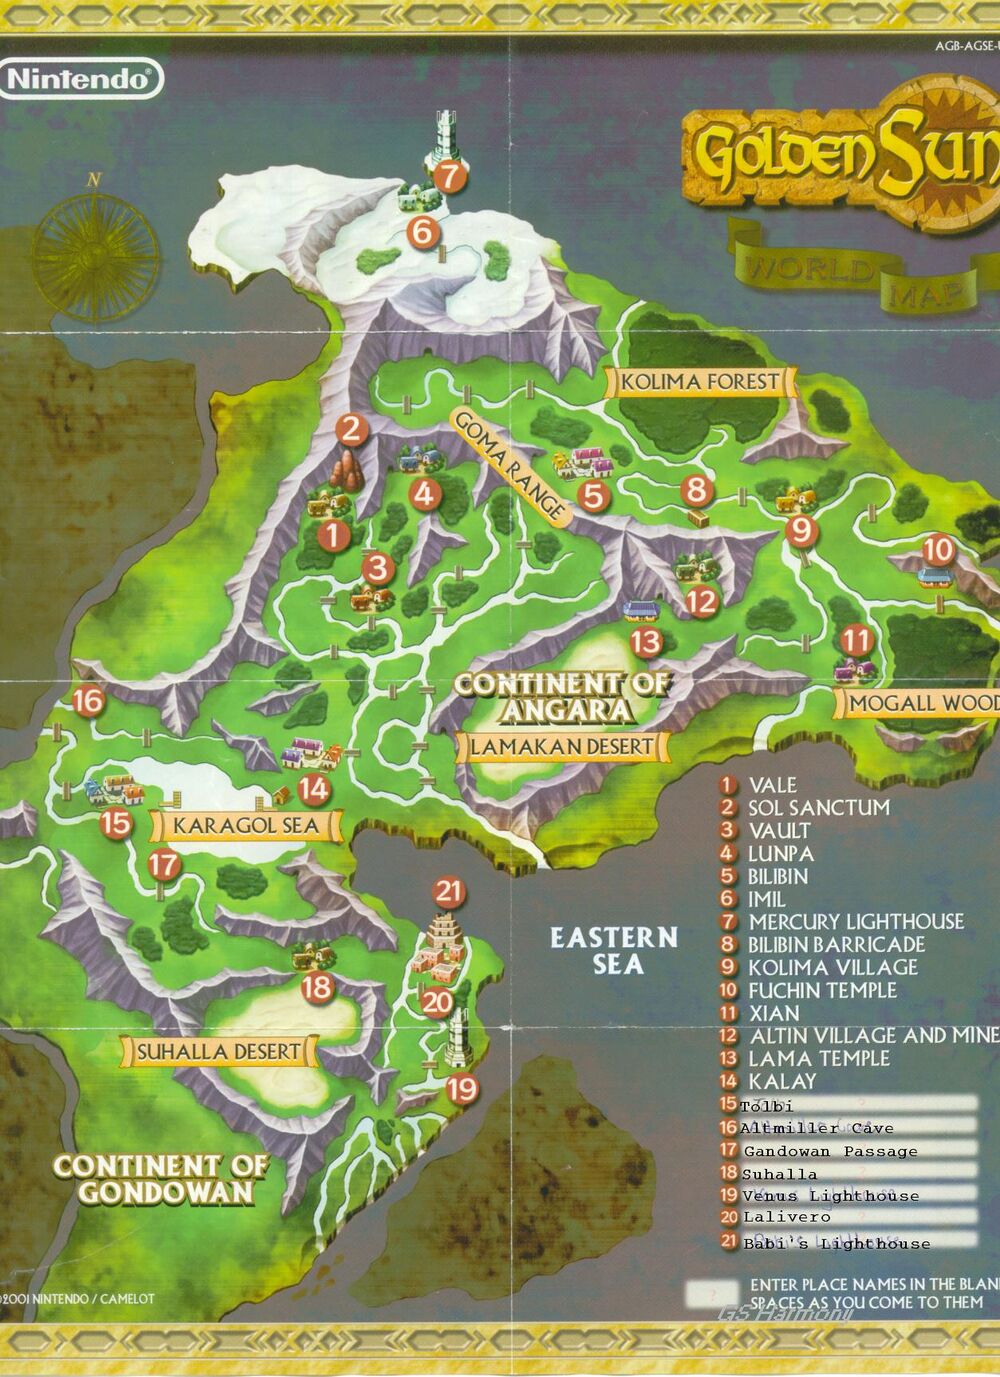 AGB-AGSE-U
Nintendo®
GOLDEN SUN
WORLD
MAP
N
7
6
KOLIMA FOREST
GOMA RANGE
2
4
5
8
1
9
3
10
12
13
11
CONTINENT OF
ANGARA
MOGALL WOOD
LAMAKAN DESERT
16
14
15
KARAGOL SEA
17
21
EASTERN
SEA
18
20
SUHALLA DESERT
19
CONTINENT OF
GONDOWAN
1 VALE
2 SOL SANCTUM
3 VAULT
4 LUNPA
5 BILIBIN
6 IMIL
7 MERCURY LIGHTHOUSE
8 BILIBIN BARRICADE
9 KOLIMA VILLAGE
10 FUCHIN TEMPLE
11 XIAN
12 ALTIN VILLAGE AND MINE
13 LAMA TEMPLE
14 KALAY
15 Tolbi
16 Altmiller Cave
17 Gandowan Passage
18 Suhalla
19 Venus Lighthouse
20 Lalivero
21 Babi's Lighthouse
?
ENTER PLACE NAMES IN THE BLAN
SPACES AS YOU COME TO THEM
GS Harmony
©2001 NINTENDO / CAMELOT